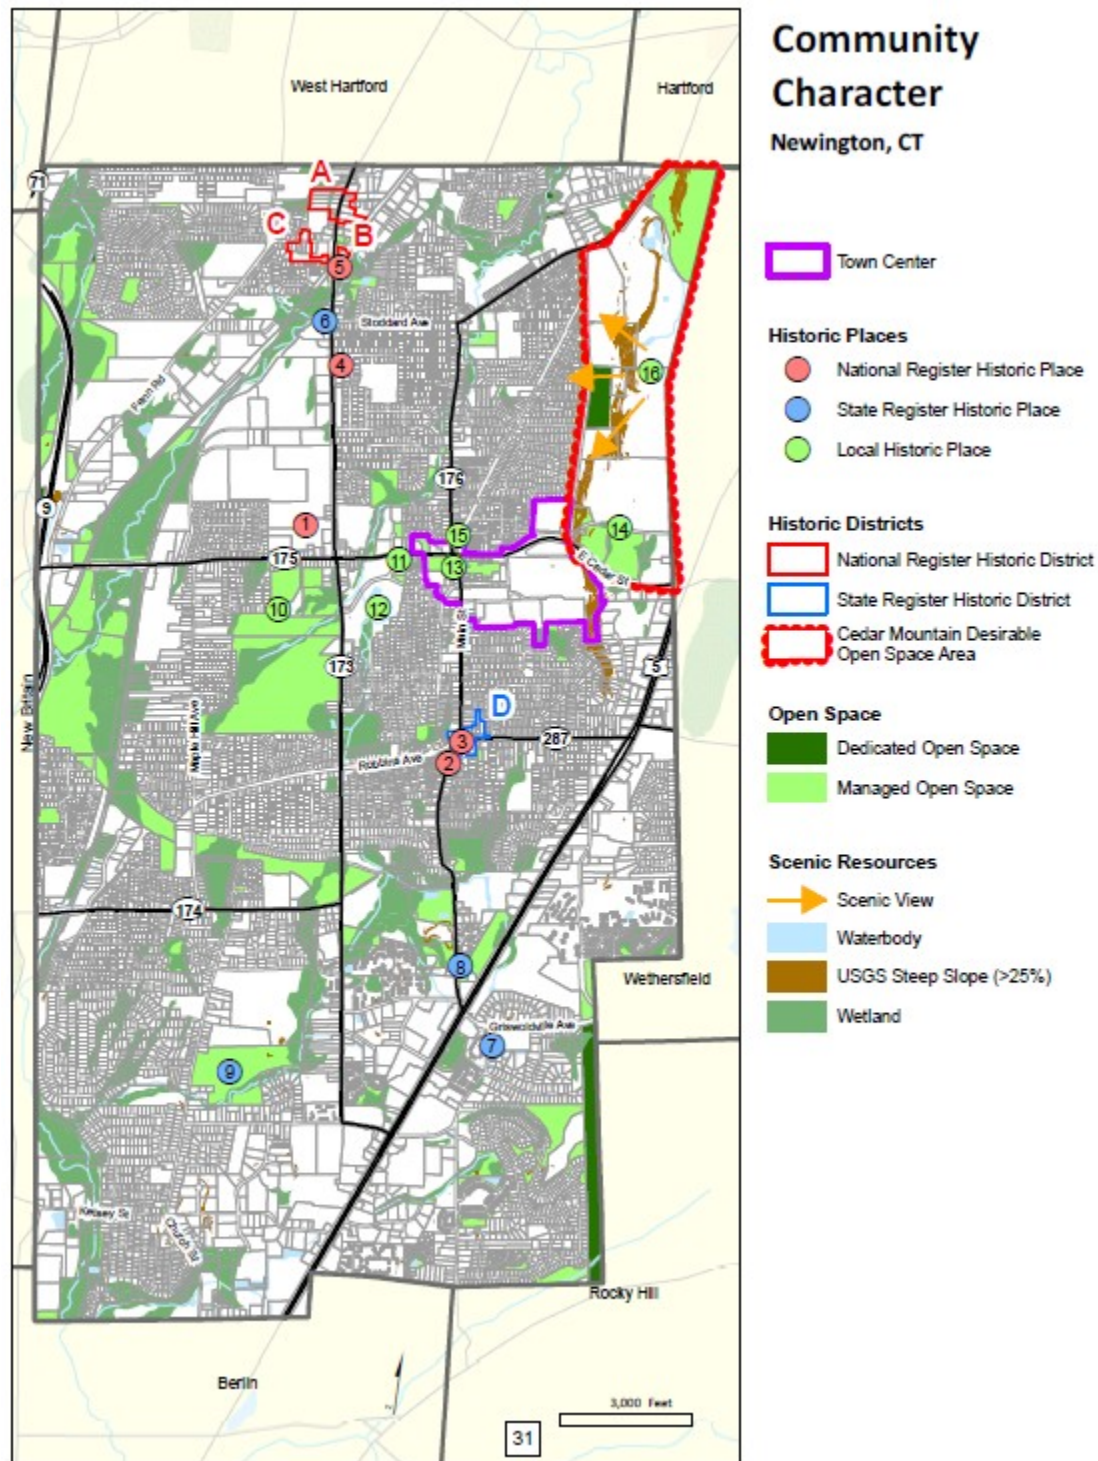 Community
Character
Newington, CT
Town Center
Historic Places
National Register Historic Place
State Register Historic Place
Local Historic Place
Historic Districts
National Register Historic District
State Register Historic District
Cedar Mountain Desirable
Open Space Area
Open Space
Dedicated Open Space
Managed Open Space
Scenic Resources
Scenic View
Waterbody
USGS Steep Slope (>25%)
Wetland
West Hartford
Hartford
71
A
C
B
5
6
Stoddard Ave
4
16
Fenn Rd
176
9
1
15
14
175
11
13
E Cedar St
10
12
Main St
173
5
New Britain
Maple Hill Ave
D
3
287
2
Robbins Ave
174
8
Wethersfield
Griswoldville Ave
7
9
Kelsey St
Church St
Rocky Hill
Berlin
3,000 Feet
31